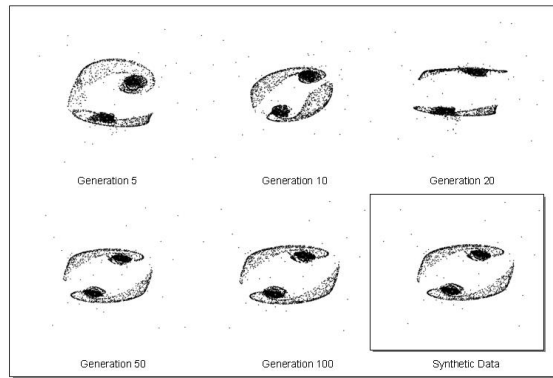 Generation 5
Generation 10
Generation 20
Generation 50
Generation 100
Synthetic Data